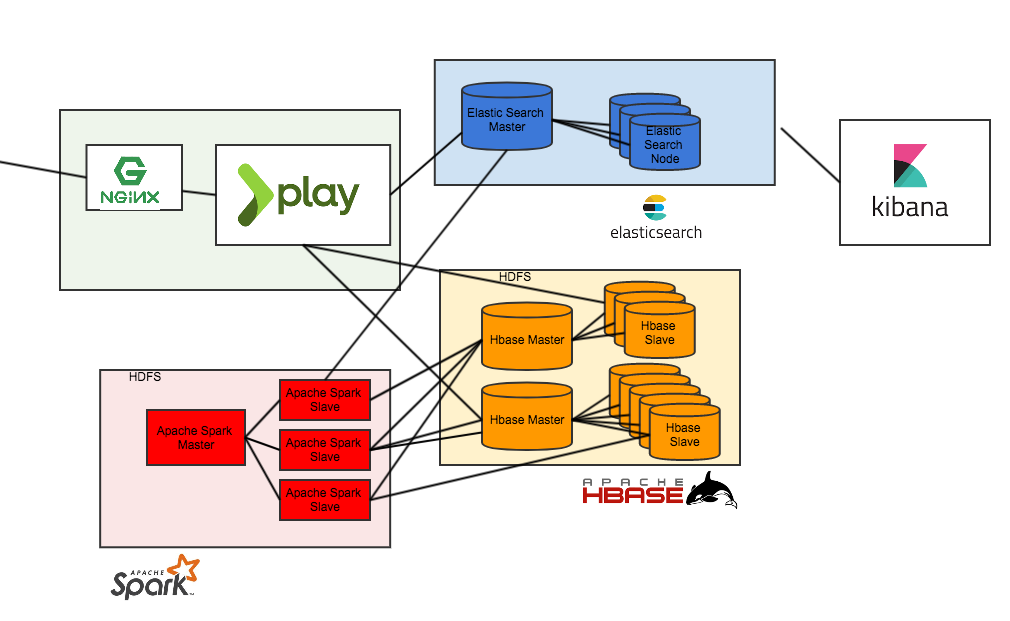 Elastic Search
Master
Elastic
Search
Node
NGiNX
play
kibana
elasticsearch
HDFS
Hbase Master
Hbase
Slave
Hbase Master
Hbase
Slave
APACHE
HBASE
HDFS
Apache Spark
Master
Apache Spark
Slave
Apache Spark
Slave
Apache Spark
Slave
APACHE
Spark™